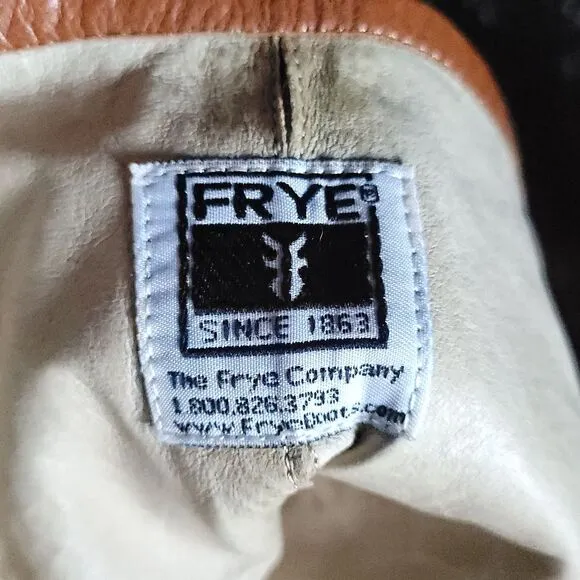 FRYE®
SINCE 1863
The Frye Company
1.800.826.3793
www.FryeBoots.com